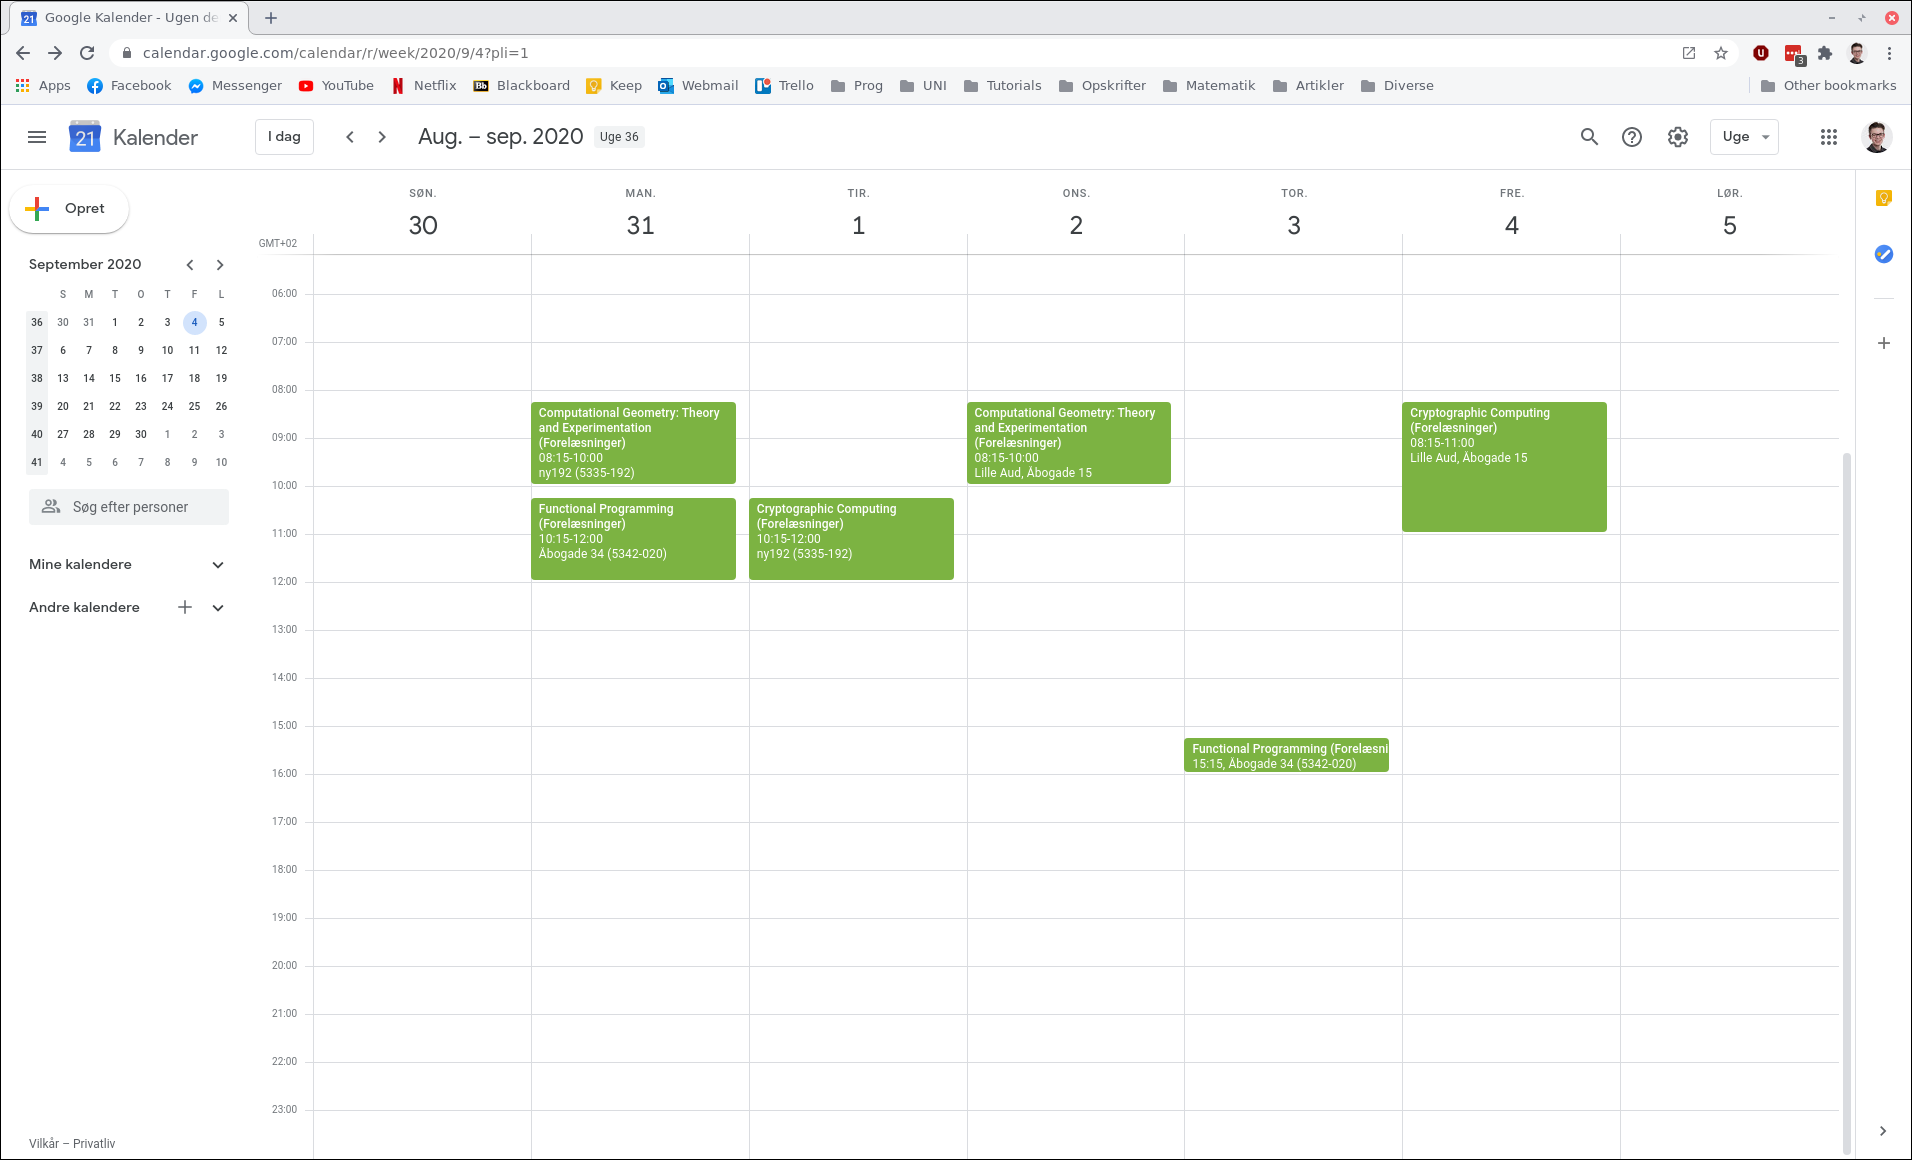 Google Kalender - Ugen de
calendar.google.com/calendar/r/week/2020/9/4?pli=1
3
Apps Facebook Messenger YouTube Netflix Bb Blackboard Keep Webmail Trello Prog UNI Tutorials Opskrifter Matematik Artikler Diverse Other bookmarks
21 Kalender I dag Aug. – sep. 2020 Uge 36 Uge
Opret
September 2020
S M T O T F L
36 30 31 1 2 3 4 5
37 6 7 8 9 10 11 12
38 13 14 15 16 17 18 19
39 20 21 22 23 24 25 26
40 27 28 29 30 1 2 3
41 4 5 6 7 8 9 10
Søg efter personer
Mine kalendere
Andre kalendere
Vilkår – Privatliv
SØN. MAN. TIR. ONS. TOR. FRE. LØR.
30 31 1 2 3 4 5
GMT+02
06:00
07:00
08:00
09:00
10:00
11:00
12:00
13:00
14:00
15:00
16:00
17:00
18:00
19:00
20:00
21:00
22:00
23:00
Computational Geometry: Theory
and Experimentation
(Forelæsninger)
08:15-10:00
ny192 (5335-192)
Functional Programming
(Forelæsninger)
10:15-12:00
Åbogade 34 (5342-020)
Cryptographic Computing
(Forelæsninger)
10:15-12:00
ny192 (5335-192)
Computational Geometry: Theory
and Experimentation
(Forelæsninger)
08:15-10:00
Lille Aud, Åbogade 15
Functional Programming (Forelæsni
15:15, Åbogade 34 (5342-020)
Cryptographic Computing
(Forelæsninger)
08:15-11:00
Lille Aud, Åbogade 15